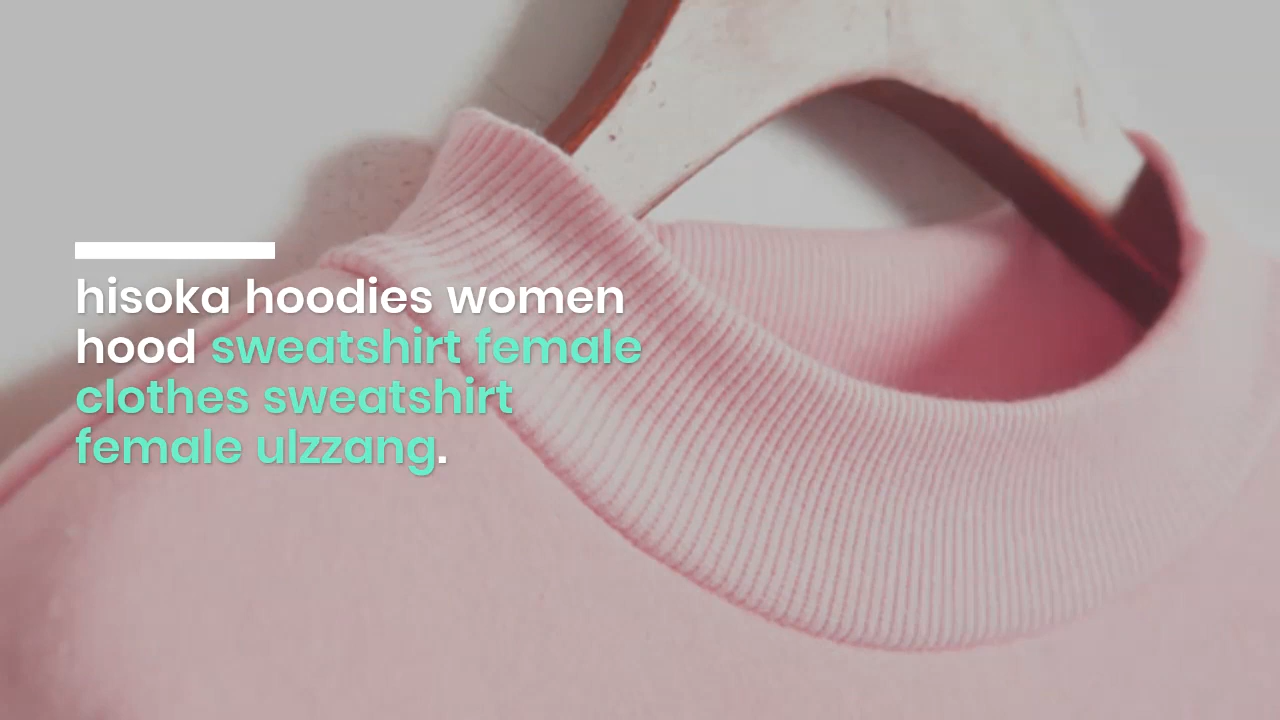 hisoka hoodies women
hood sweatshirt female
clothes sweatshirt
female ulzzang.